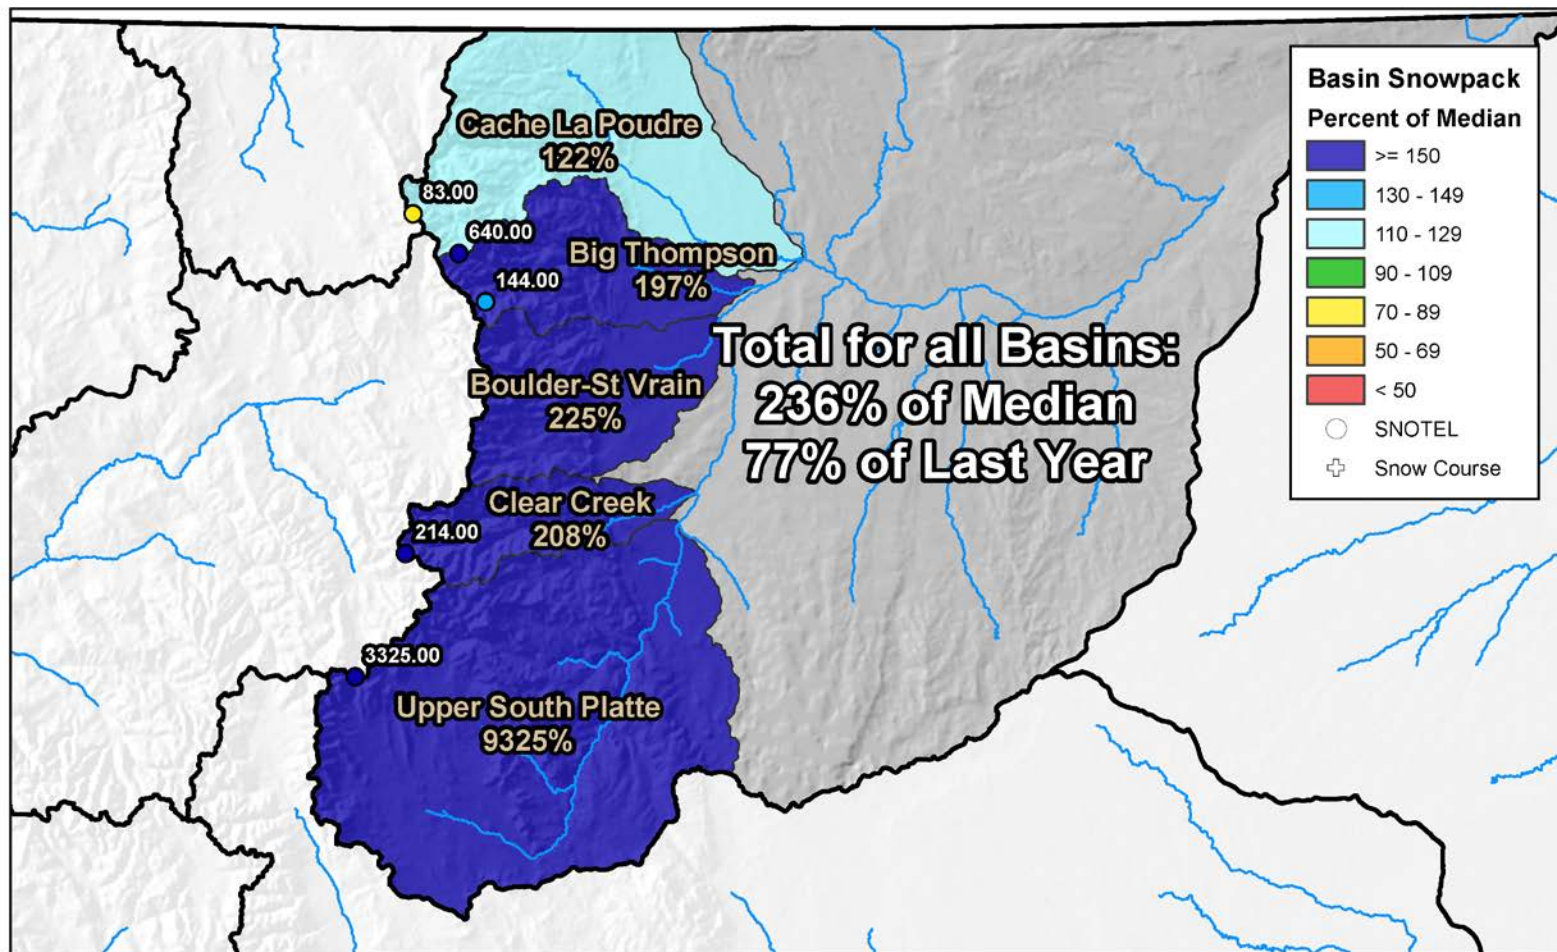 Cache La Poudre
122%
83.00
640.00
Big Thompson
197%
144.00
Total for all Basins:
236% of Median
77% of Last Year
Boulder-St Vrain
225%
Clear Creek
208%
214.00
3325.00
Upper South Platte
9325%
Basin Snowpack
Percent of Median
>= 150
130 - 149
110 - 129
90 - 109
70 - 89
50 - 69
< 50
SNOTEL
Snow Course